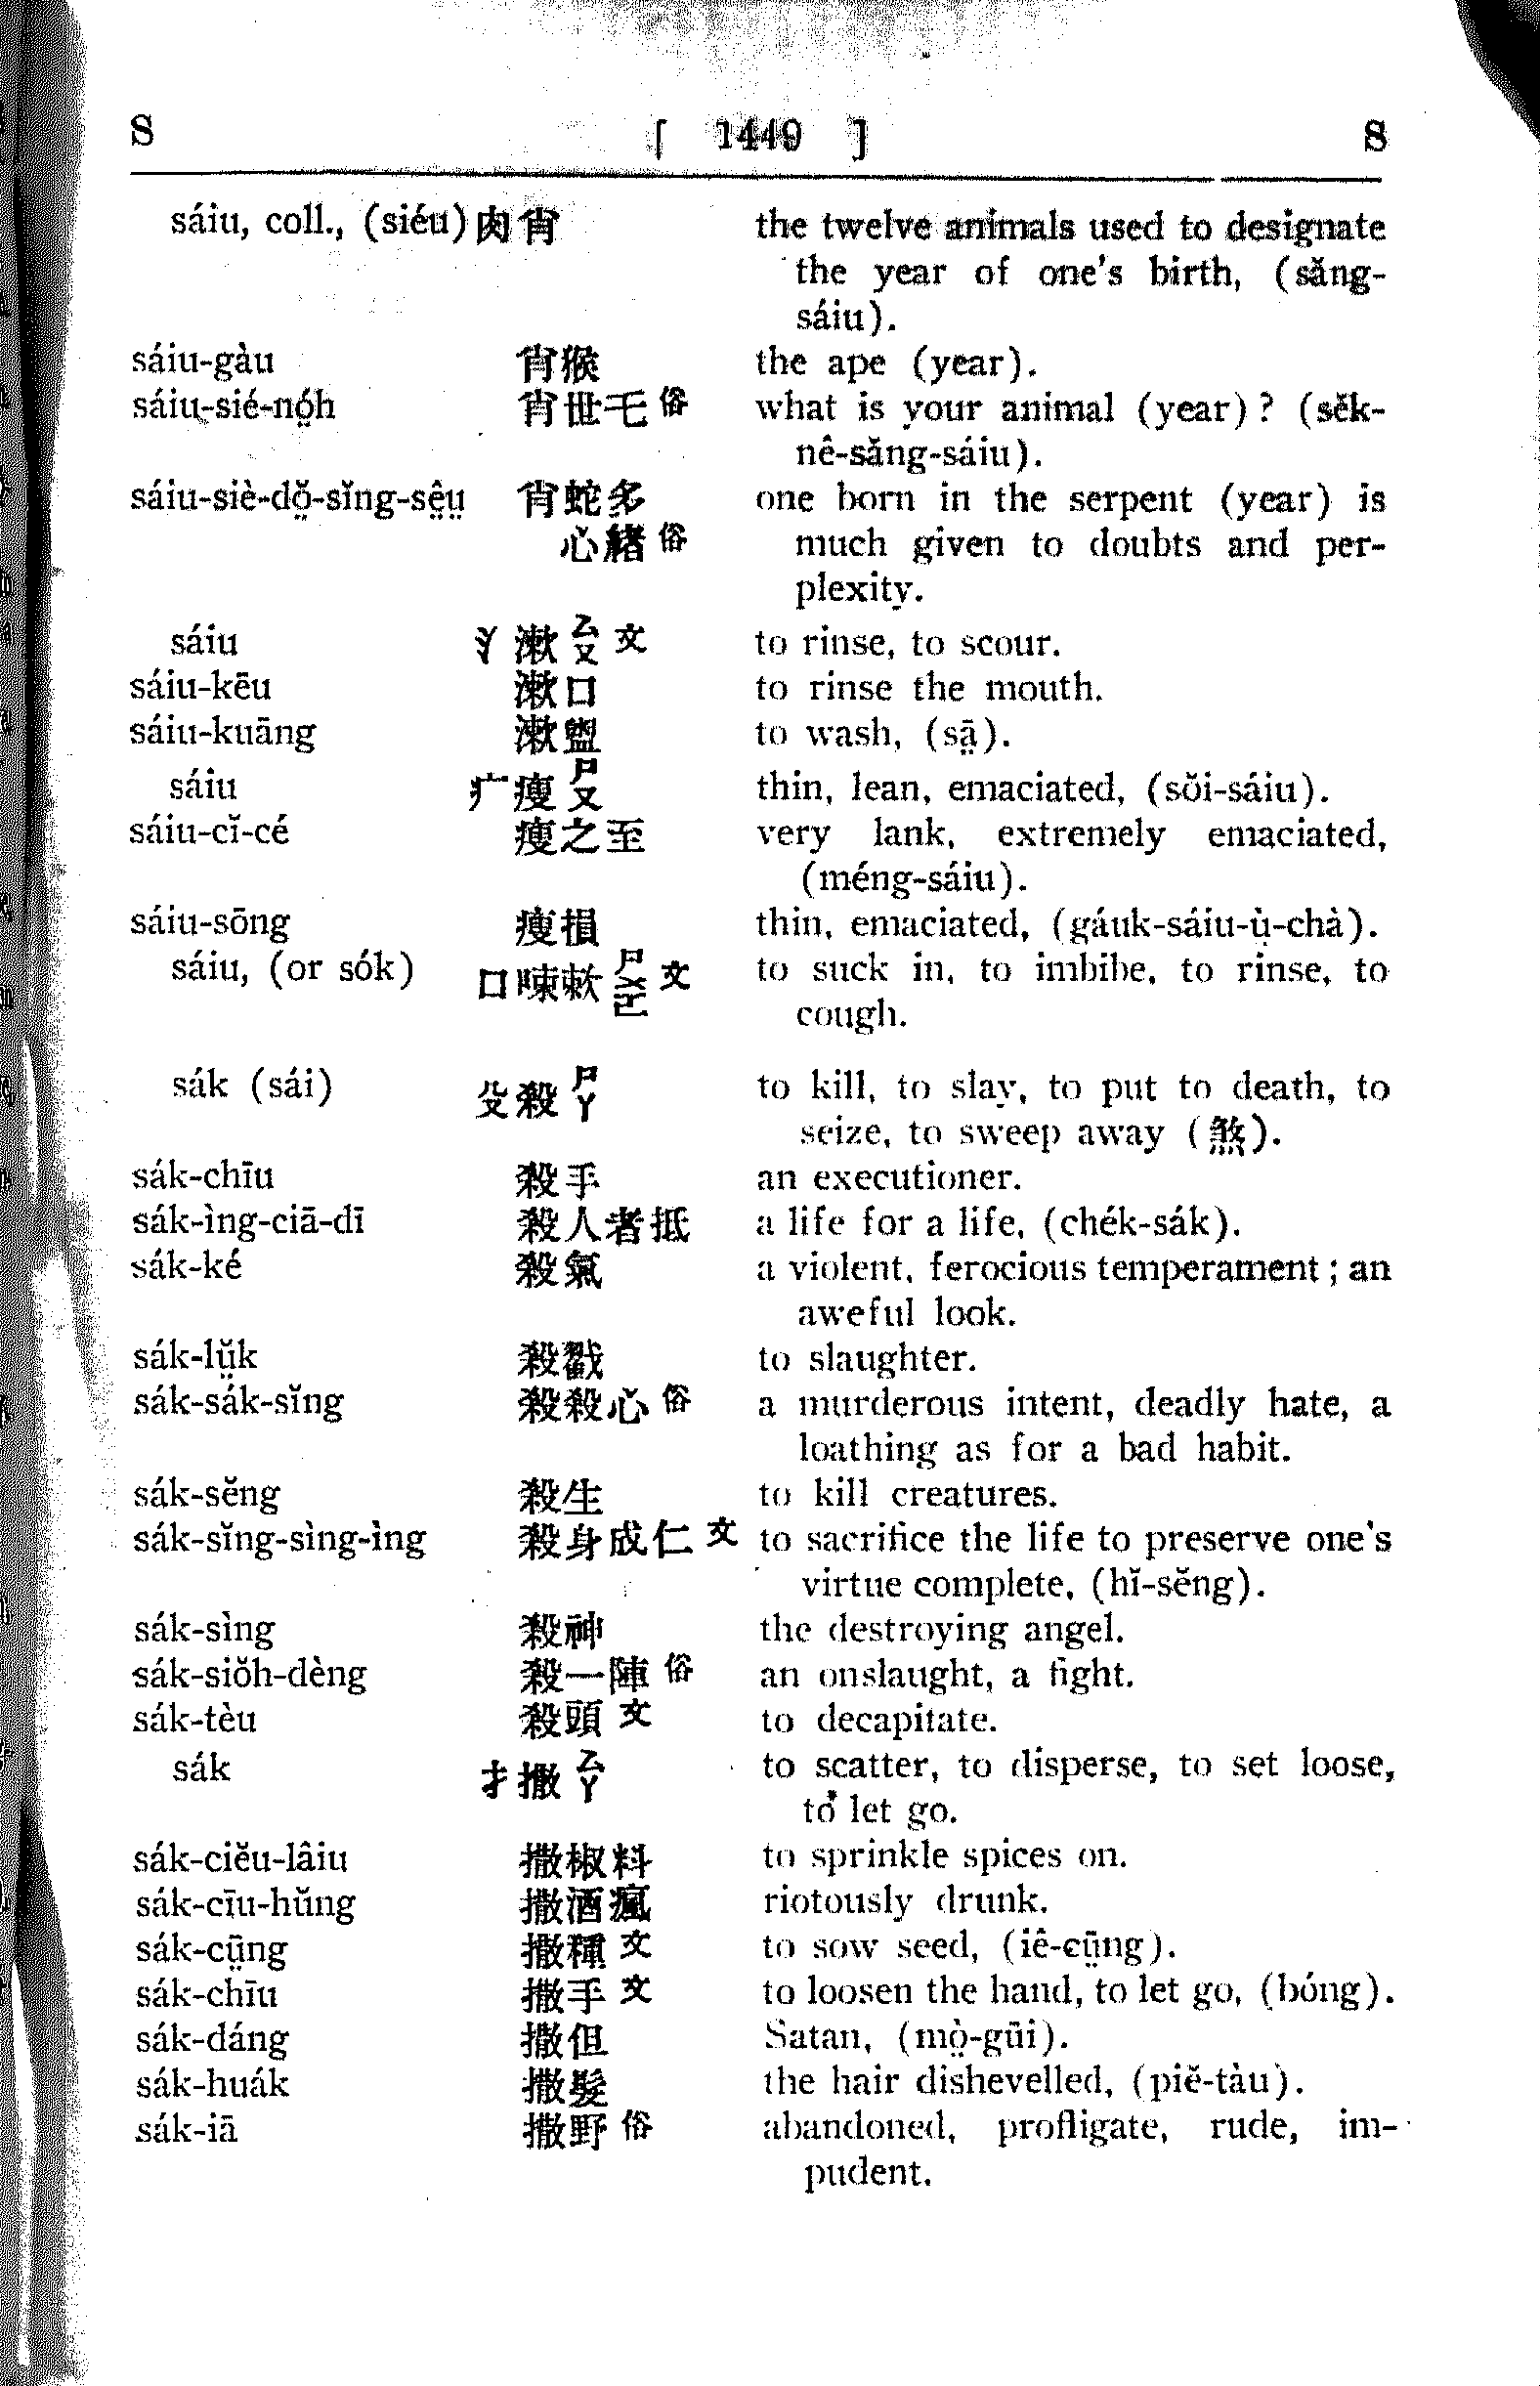 S [ 1449 ] S
sáiu, coll., (siéu) 肉 肖 the twelve animals used to designate
the year of one's birth, (săng-
sáiu).
sáiu-gàu 肖猴 the ape (year).
sáiu-sié-nó̤h 肖世乇 俗 what is your animal (year) ? (sĕk-
nê-săng-sáiu).
sáiu-siè-dŏ̤-sĭng-sê̤ṳ 肖蛇多 one born in the serpent (year) is
心緒 俗 much given to doubts and per-
plexity.
sáiu 氵 漱 ㄙㄡ 文 to rinse, to scour.
sáiu-kēu 漱口 to rinse the mouth.
sáiu-kuāng 漱盥 to wash, (sā̤).
sáiu 疒 瘦 ㄕㄡ thin, lean, emaciated, (sŏi-sáiu).
sáiu-cĭ-cé 瘦之至 very lank, extremely emaciated,
(méng-sáiu).
sáiu-sōng 瘦損 thin, emaciated, (gáuk-sáiu-ṳ̀-chà).
sáiu, (or sók) 口 嗽 ㄕㄨㄛ 文 to suck in, to imbibe, to rinse, to
cough.
sák (sái) 殳 殺 ㄕㄚ to kill, to slay, to put to death, to
seize, to sweep away (煞).
sák-chīu 殺手 an executioner.
sák-ìng-ciā-dī 殺人者抵 a life for a life, (chék-sák).
sák-ké 殺氣 a violent, ferocious temperament ; an
aweful look.
sák-lṳ̆k 殺戮 to slaughter.
sák-sák-sĭng 殺殺心 俗 a murderous intent, deadly hate, a
loathing as for a bad habit.
sák-sĕng 殺生 to kill creatures.
sák-sĭng-sìng-ìng 殺身成仁 文 to sacrifice the life to preserve one's
virtue complete, (hĭ-sĕng).
sák-sìng 殺神 the destroying angel.
sák-siŏh-dèng 殺一陣 俗 an onslaught, a fight.
sák-tèu 殺頭 文 to decapitate.
sák 扌 撒 ㄙㄚ to scatter, to disperse, to set loose,
to let go.
sák-ciĕu-lâiu 撒椒料 to sprinkle spices on.
sák-cīu-hŭng 撒酒瘋 riotously drunk.
sák-cṳ̄ng 撒種 文 to sow seed, (iê-cṳ̄ng).
sák-chīu 撒手 文 to loosen the hand, to let go, (bóng).
sák-dáng 撒但 Satan, (mò̤-gūi).
sák-huák 撒髮 the hair dishevelled, (piĕ-tàu).
sák-iā 撒野 俗 abandoned, profligate, rude, im-
pudent.